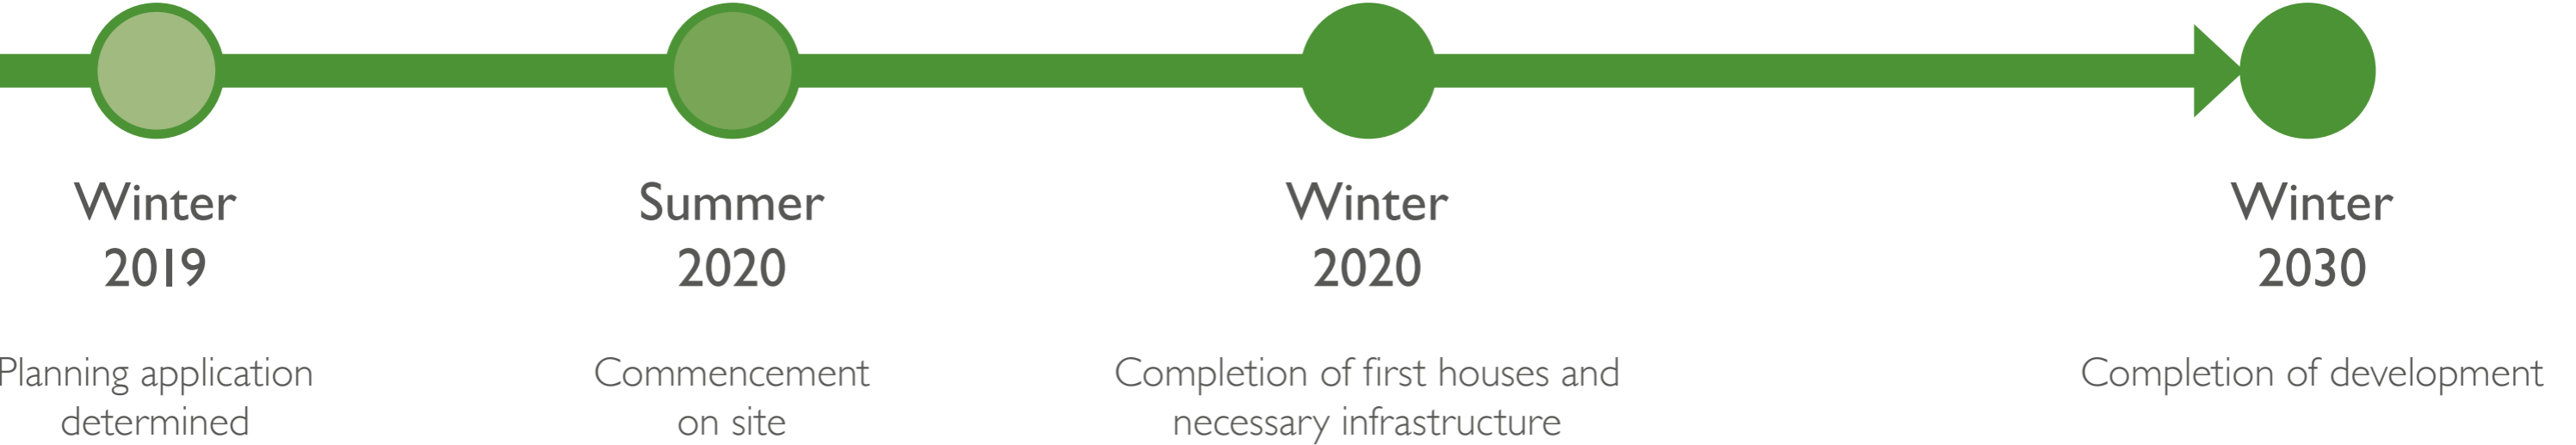 Winter
2019
Planning application
determined
Summer
2020
Commencement
on site
Winter
2020
Completion of first houses and
necessary infrastructure
Winter
2030
Completion of development